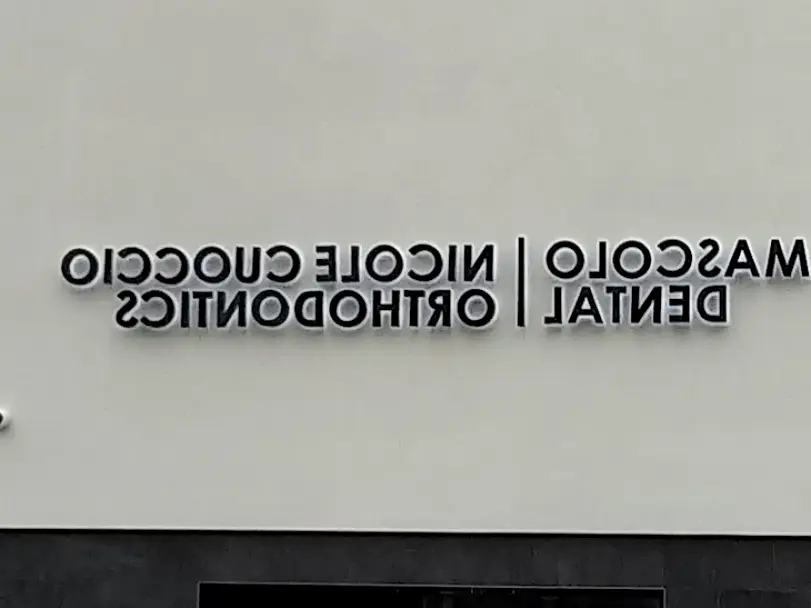 MASCOLO
DENTAL
NICOLE CUOCCIO
ORTHODONTICS